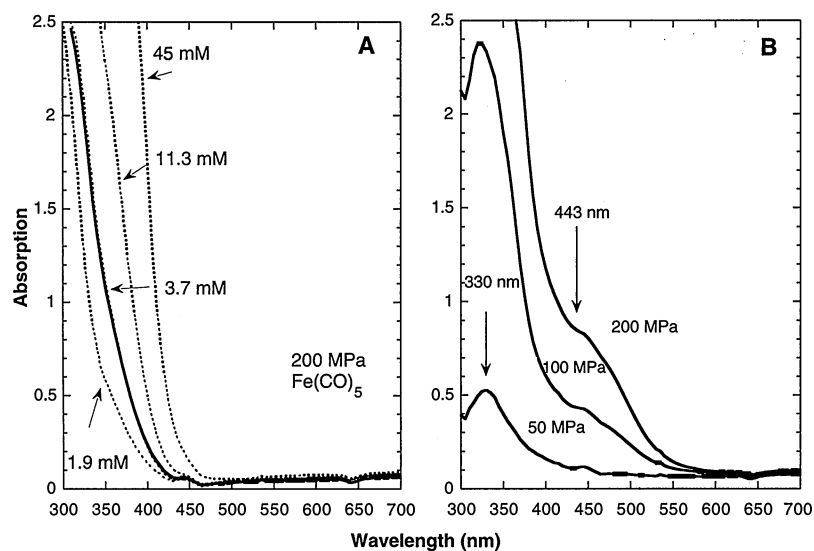 A
45 mM
11.3 mM
3.7 mM
200 MPa
Fe(CO)5
1.9 mM
2.5
2
1.5
1
0.5
0
300 350 400 450 500 550 600 650 700
Absorption
B
443 nm
330 nm
200 MPa
100 MPa
50 MPa
2.5
2
1.5
1
0.5
0
300 350 400 450 500 550 600 650 700
Wavelength (nm)